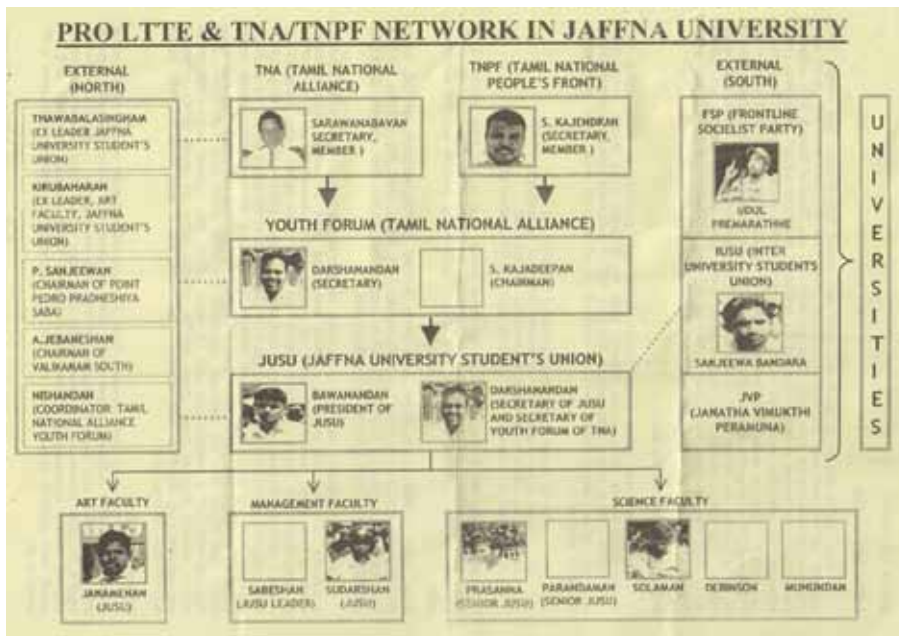 PRO LTTE & TNA/TNPF NETWORK IN JAFFNA UNIVERSITY
EXTERNAL
(NORTH)
THAWABALASINGHAM
(EX LEADER JAFFNA
UNIVERSITY STUDENT'S
UNION)
KIRUBAHARAN
(EX LEADER, ART
FACULTY, JAFFNA
UNIVERSITY STUDENT'S
UNION)
P. SANJEEWAN
(CHAIRMAN OF POINT
PEDRO PRADHESHIYA
SABA)
A.JEBANESHAN
(CHAIRMAN OF
VALIKAMAM SOUTH)
NISHANDAN
(COORDINATOR TAMIL
NATIONAL ALLIANCE
YOUTH FORUM)
TNA (TAMIL NATIONAL
ALLIANCE)
SARAWANABAVAN
SECRETARY,
MEMBER )
TNPF (TAMIL NATIONAL
PEOPLE'S FRONT)
S. KAJENDRAN
(SECRETARY,
MEMBER )
YOUTH FORUM (TAMIL NATIONAL ALLIANCE)
DARSHANANDAN
(SECRETARY)
S. KAJADEEPAN
(CHAIRMAN)
JUSU (JAFFNA UNIVERSITY STUDENT'S UNION)
BAWANANDAN
(PRESIDENT OF
JUSU)
DARSHANANDAN
(SECRETARY OF JUSU
AND SECRETARY OF
YOUTH FORUM OF TNA)
EXTERNAL
(SOUTH)
FSP (FRONTLINE
SOCIELIST PARTY)
UDUL
PREMARATHNE
IUSU (INTER
UNIVERSITY STUDENTS
UNION)
SANJEEWA BANDARA
JVP
(JANATHA VIMUKTHI
PERAMUNA)
UNIVERSITIES
ART FACULTY
JANAMENAN
(JUSU)
MANAGEMENT FACULTY
SABESHAN
(JUSU LEADER)
SUDARSHAN
(JUSU)
SCIENCE FACULTY
PRASANNA
(SENIOR JUSU)
PARANDAMAN
(SENIOR JUSU)
SOLAMAN
DEBINSON
MUHUNDAN